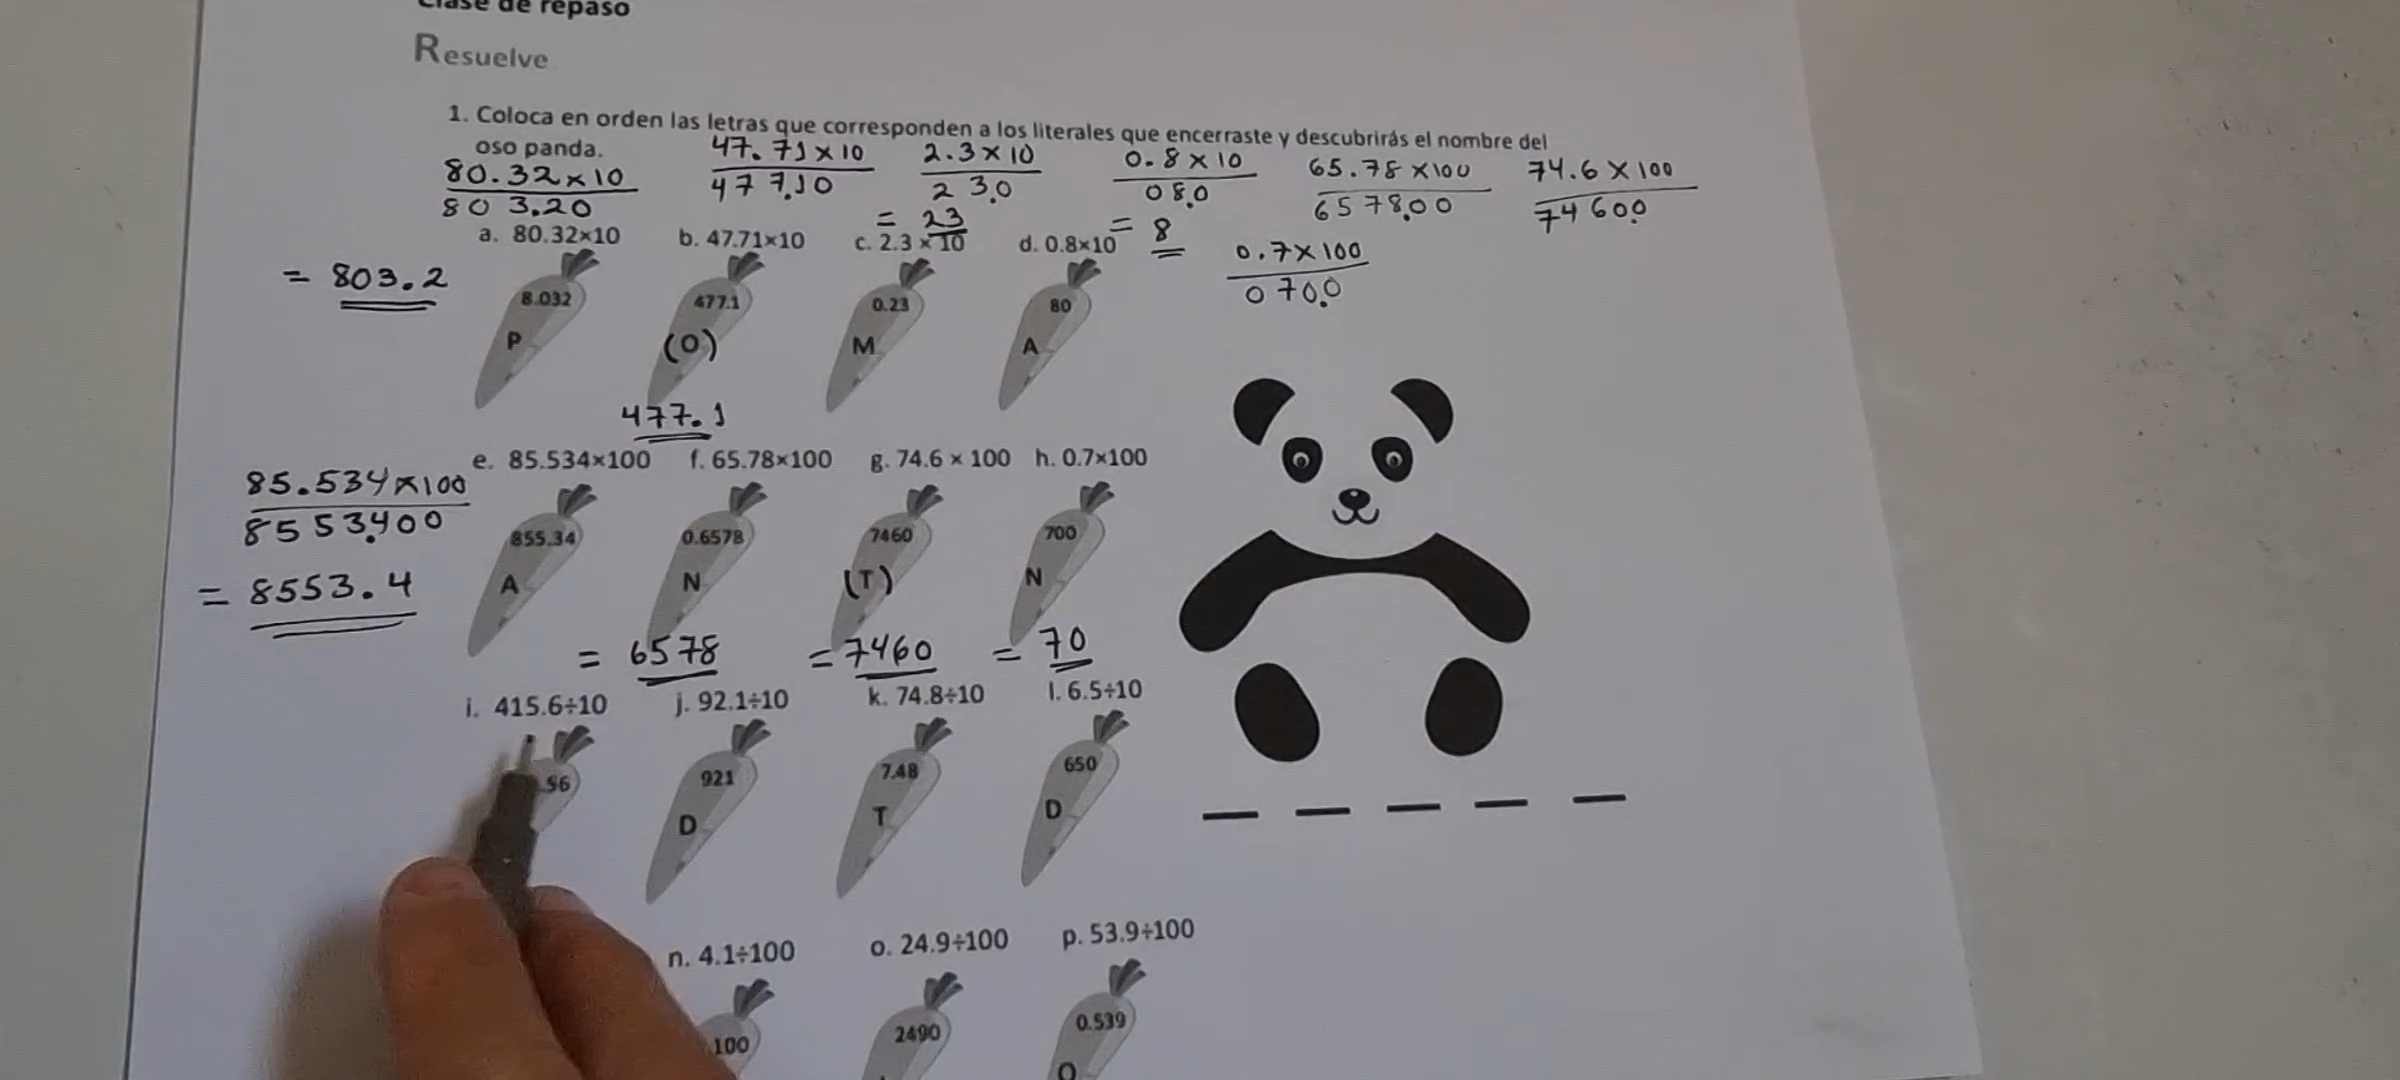 Clase de repaso
Resuelve
1. Coloca en orden las letras que corresponden a los literales que encerraste y descubrirás el nombre del
oso panda.
80.32×10
803.20
47.71×10
477.10
2.3×10
23.0
= 23
0.8×10
08.0
= 8
65.78×100
6578.00
74.6×100
7460.0
0.7×100
070.0
a. 80.32×10 b. 47.71×10 c. 2.3 × 10 d. 0.8×10
= 803.2
8.032 477.1 0.23 80
P (O) M A
477.1
e. 85.534×100 f. 65.78×100 g. 74.6 × 100 h. 0.7×100
85.534×100
8553.400
= 8553.4
855.34 0.6578 7460 700
A N (T) N
= 6578 = 7460 = 70
i. 415.6÷10 j. 92.1÷10 k. 74.8÷10 l. 6.5÷10
921 7.48 650
D T D
n. 4.1÷100 o. 24.9÷100 p. 53.9÷100
100 2490 0.539